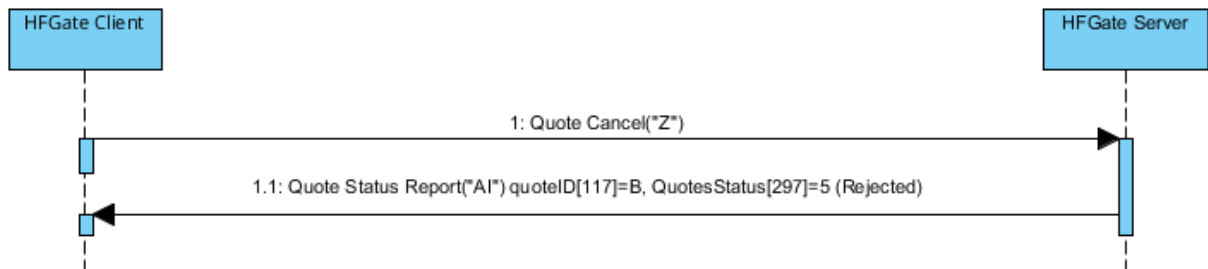 HFGate Client
HFGate Server
1: Quote Cancel("Z")
1.1: Quote Status Report("AI") quoteID[117]=B, QuotesStatus[297]=5 (Rejected)